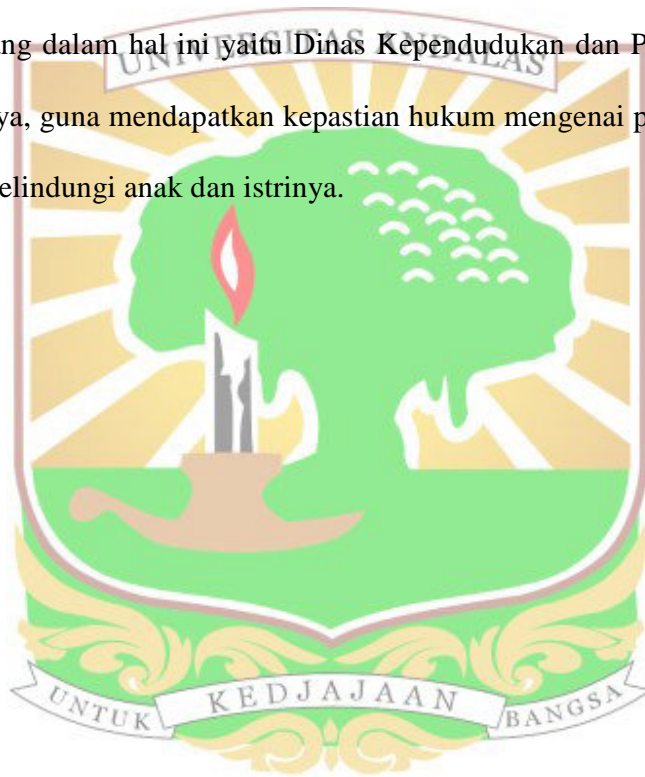 ang dalam hal ini yaitu Dinas Kependudukan dan P
UNIVERSITAS ANDALAS
ya, guna mendapatkan kepastian hukum mengenai p
elindungi anak dan istrinya.
UNTUK KEDJAJAAN BANGSA